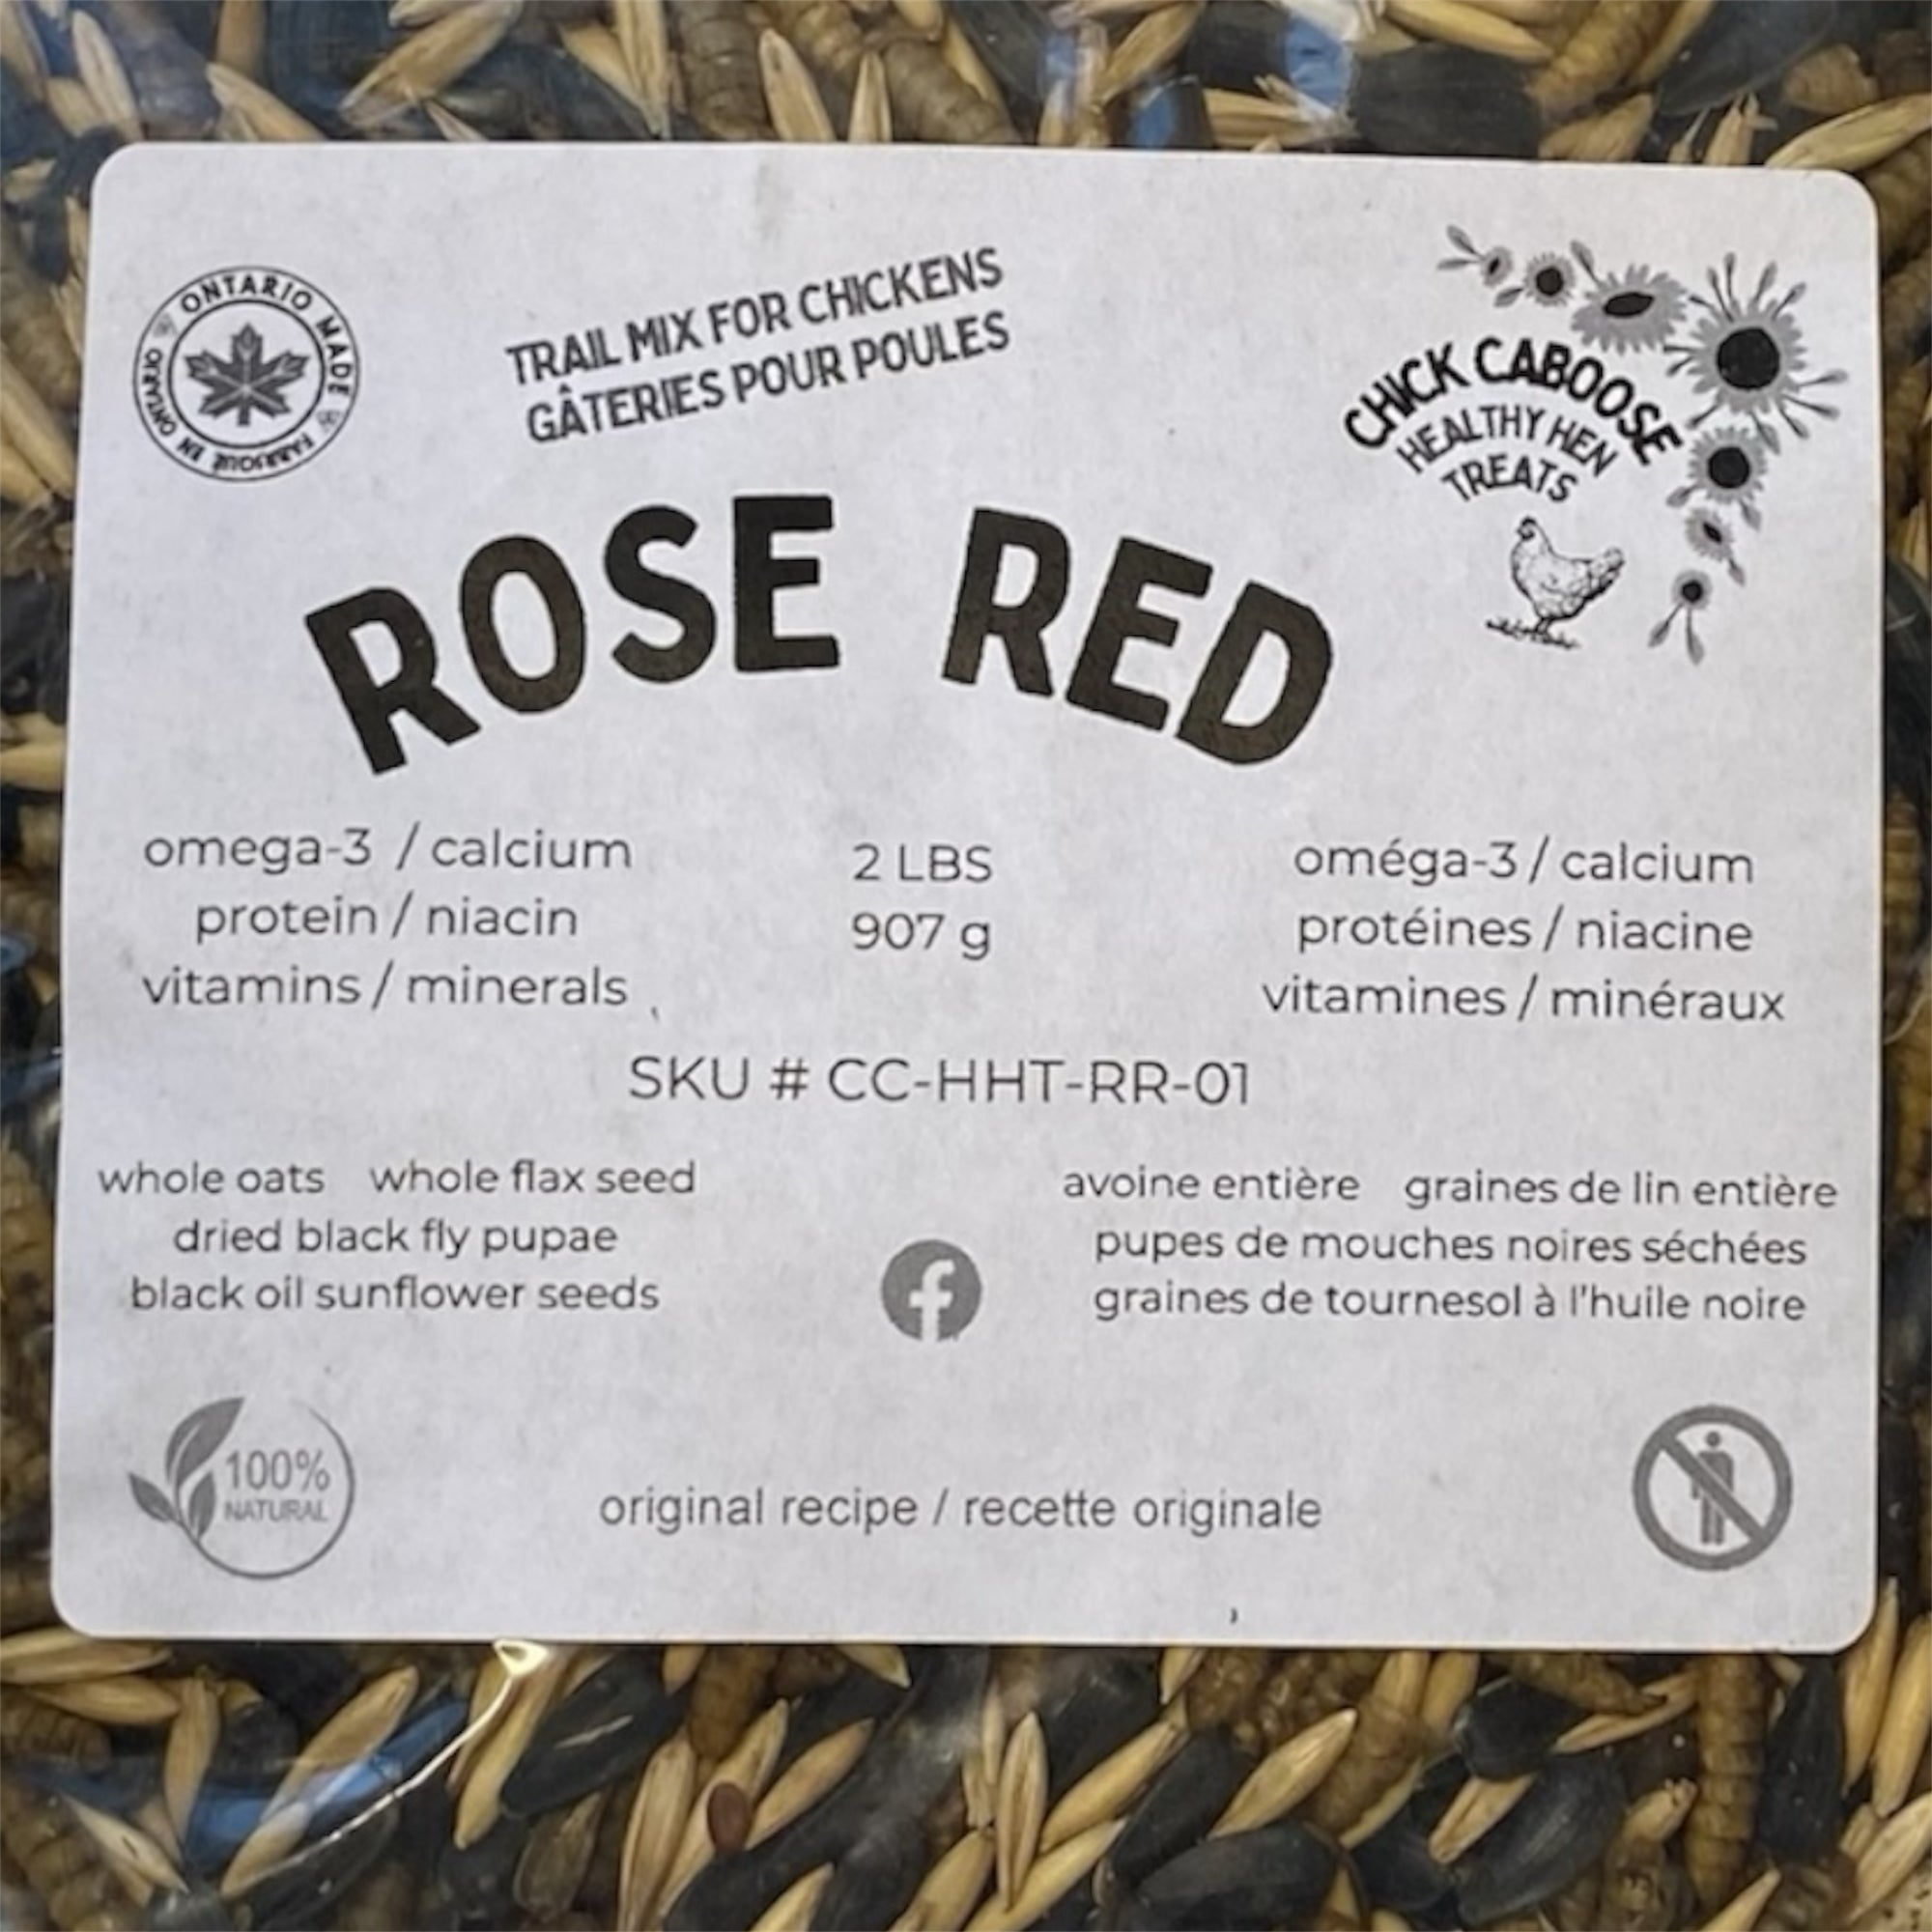 ONTARIO MADE
FABRIQUÉ EN ONTARIO
TRAIL MIX FOR CHICKENS
GÂTERIES POUR POULES
CHICK CABOOSE
HEALTHY HEN
TREATS
ROSE RED
omega-3 / calcium
protein / niacin
vitamins / minerals
2 LBS
907 g
oméga-3 / calcium
protéines / niacine
vitamines / minéraux
SKU # CC-HHT-RR-01
whole oats whole flax seed
dried black fly pupae
black oil sunflower seeds
avoine entière graines de lin entière
pupes de mouches noires séchées
graines de tournesol à l'huile noire
100%
NATURAL
original recipe / recette originale